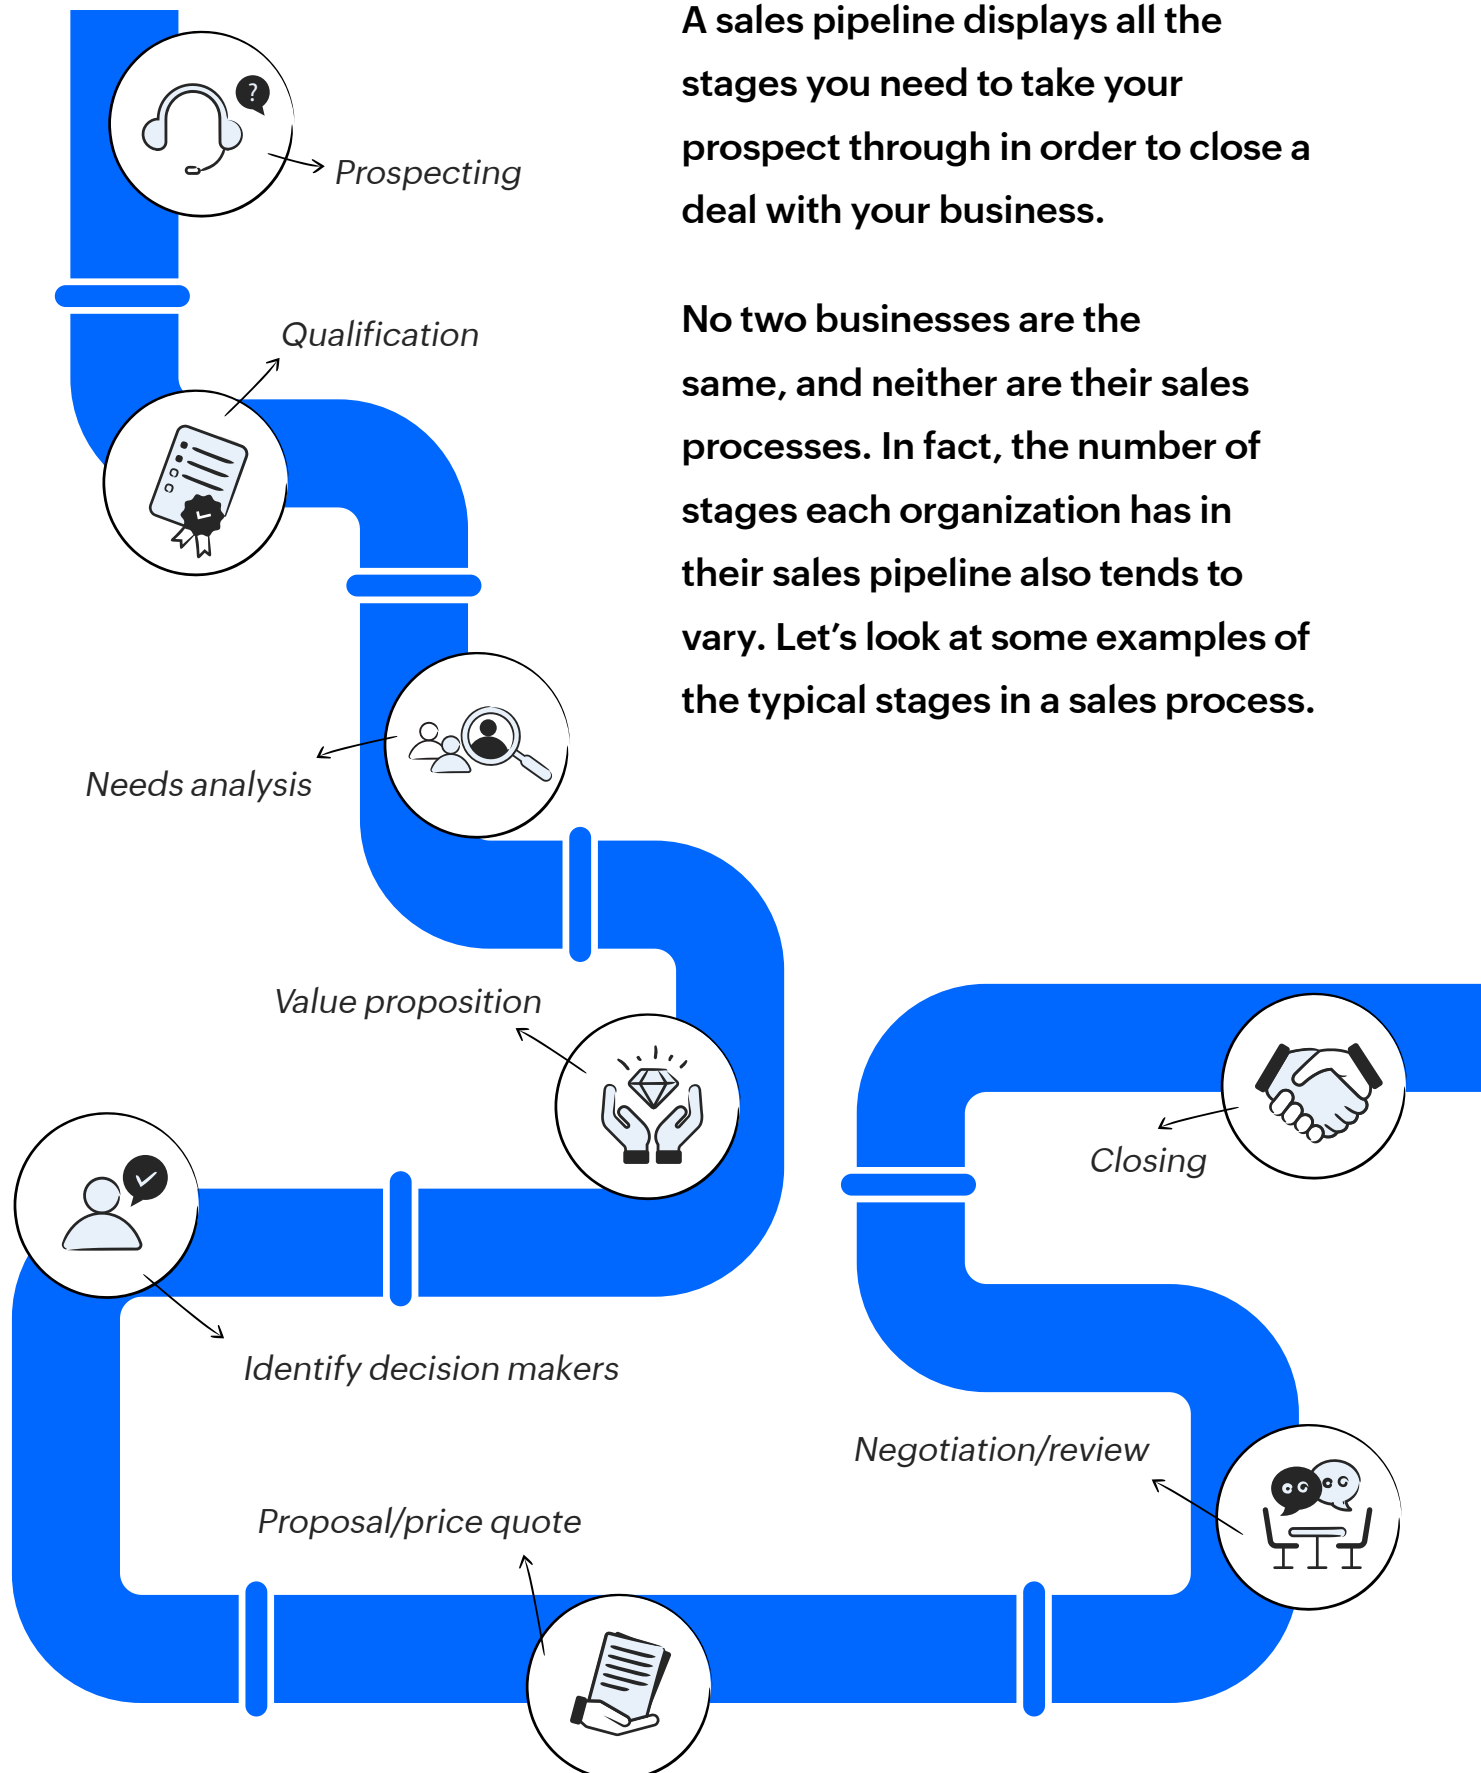 A sales pipeline displays all the
stages you need to take your
prospect through in order to close a
deal with your business.
No two businesses are the
same, and neither are their sales
processes. In fact, the number of
stages each organization has in
their sales pipeline also tends to
vary. Let’s look at some examples of
the typical stages in a sales process.
?
Prospecting
Qualification
Needs analysis
Value proposition
Identify decision makers
Proposal/price quote
Negotiation/review
Closing